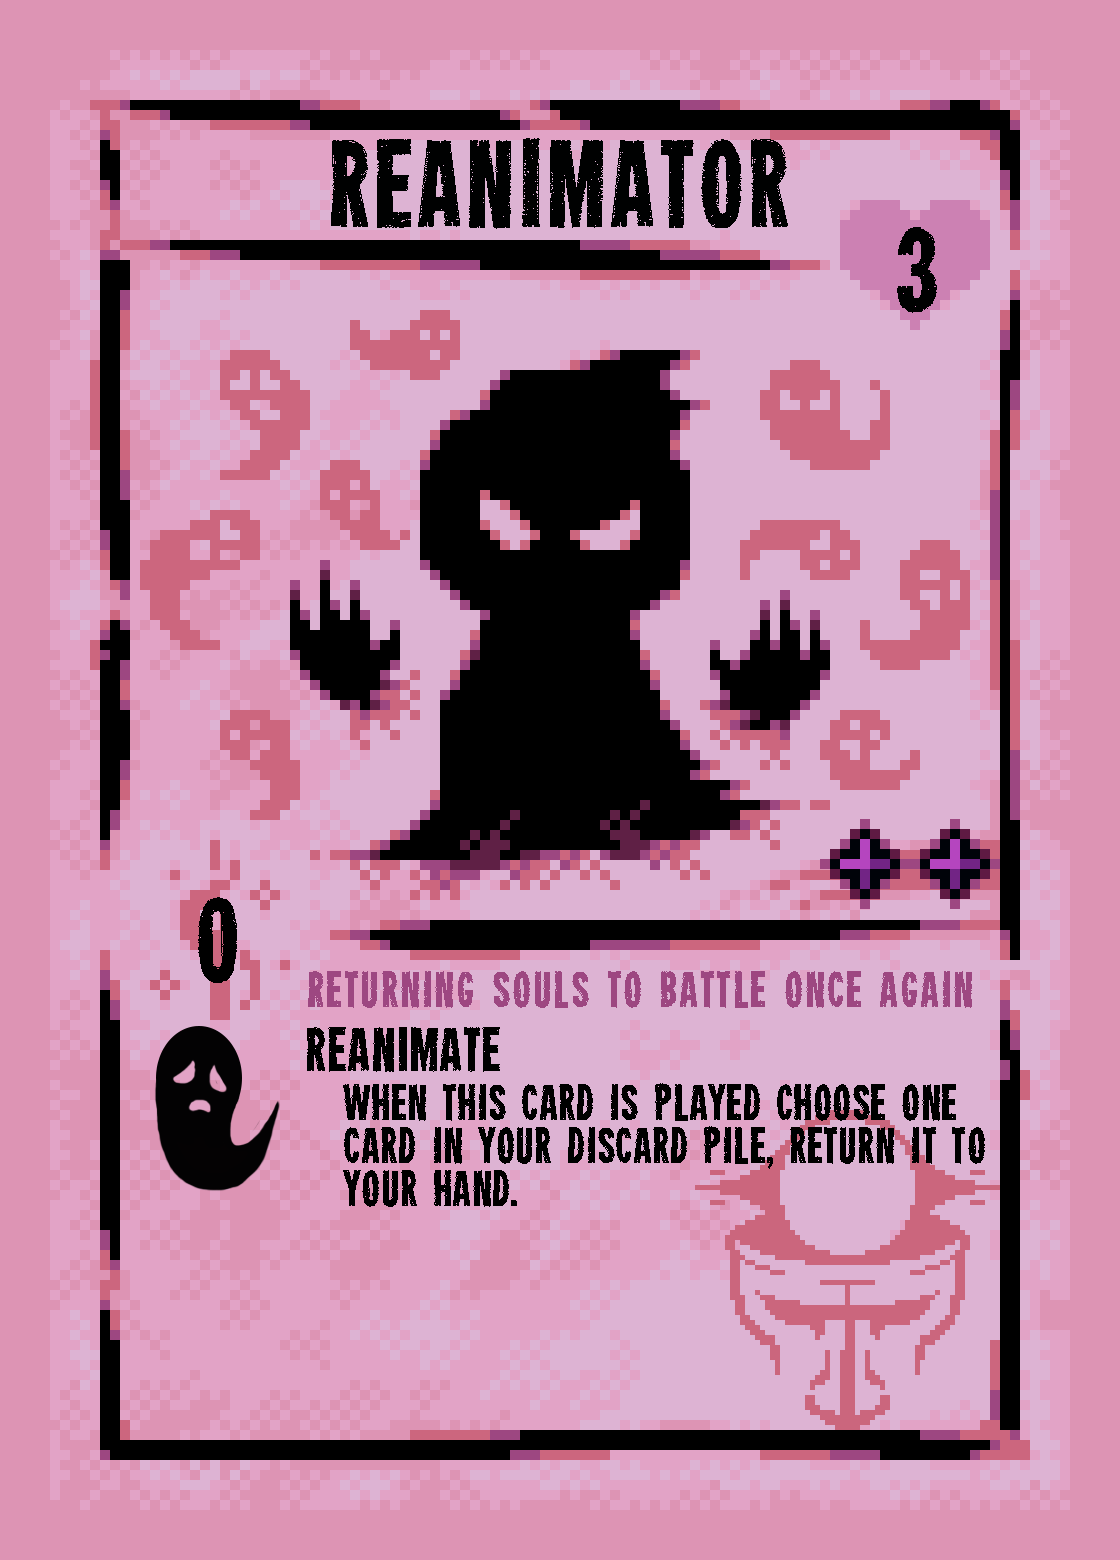 REANIMATOR
3
0
RETURNING SOULS TO BATTLE ONCE AGAIN
REANIMATE
WHEN THIS CARD IS PLAYED CHOOSE ONE
CARD IN YOUR DISCARD PILE, RETURN IT TO
YOUR HAND.